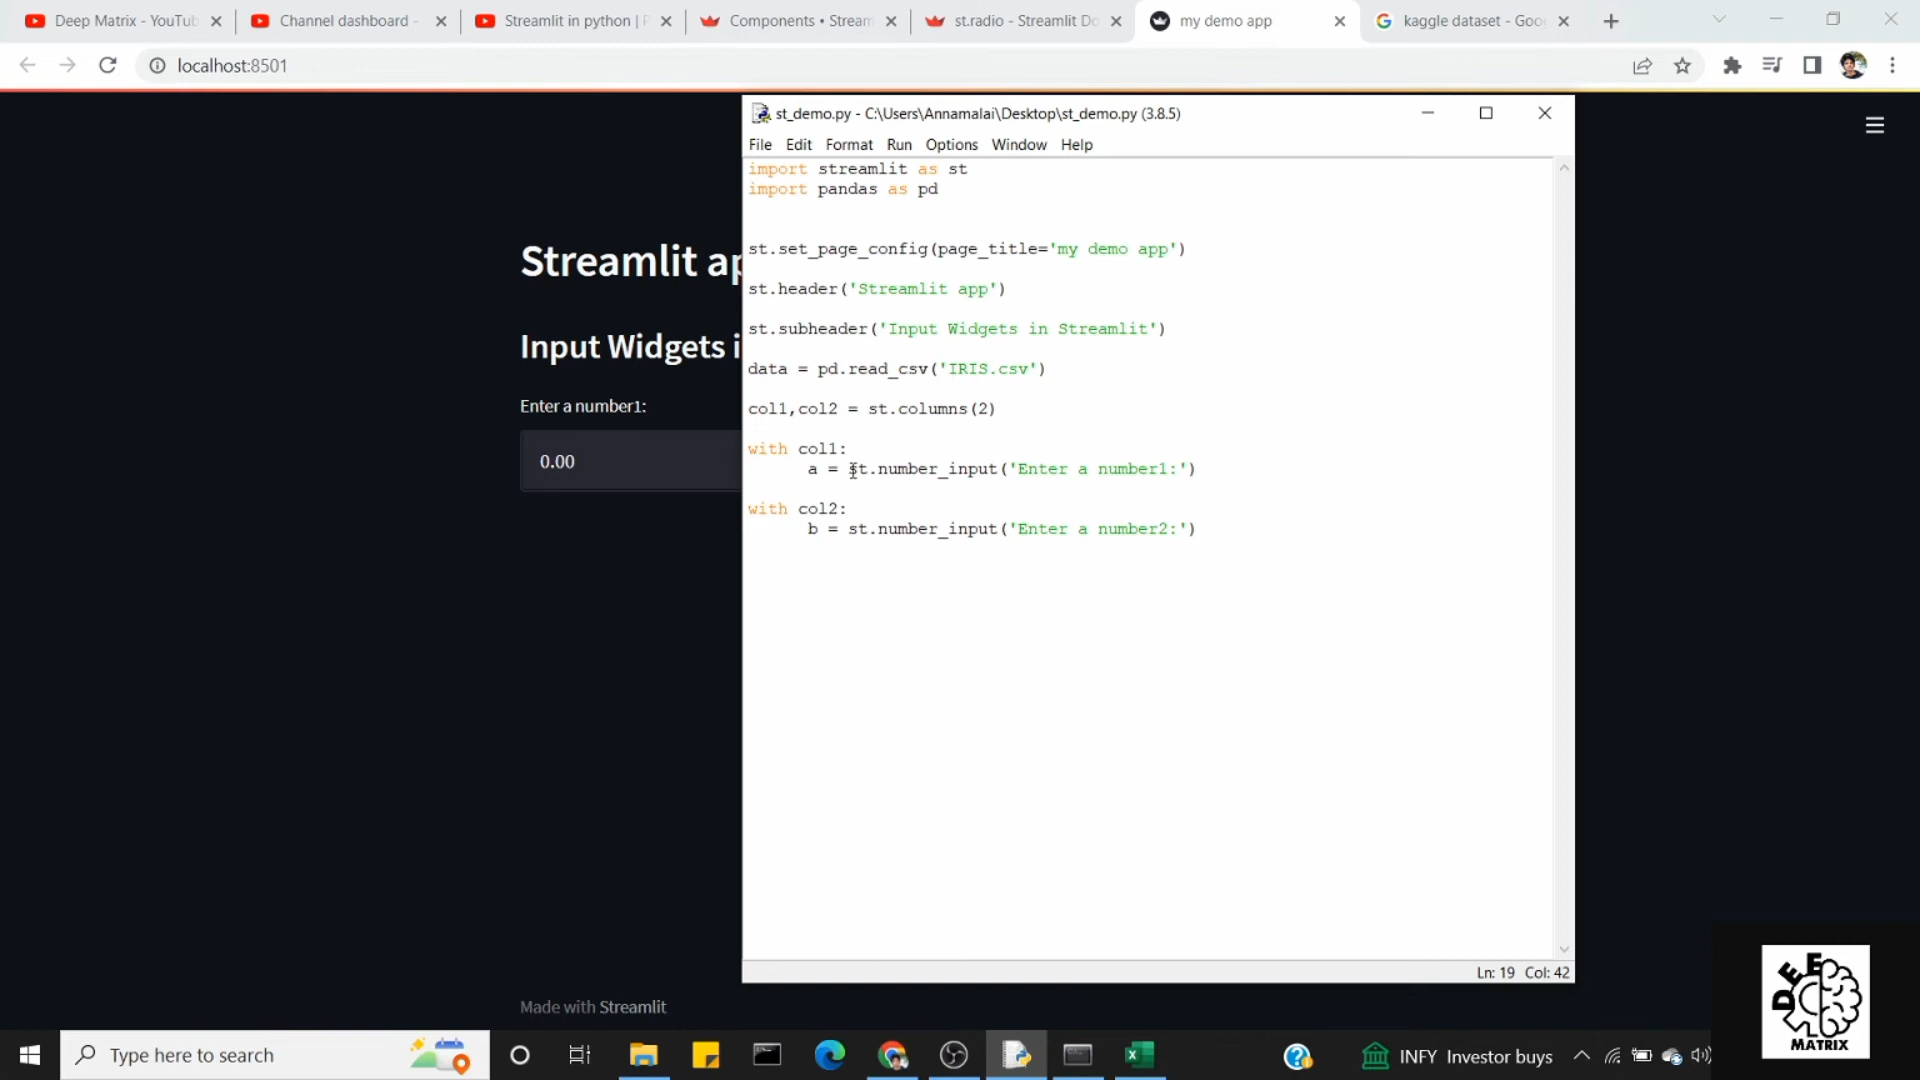 Deep Matrix - YouTub
Channel dashboard -
Streamlit in python | P
Components • Stream
st.radio - Streamlit Do
my demo app
kaggle dataset - Goo
localhost:8501
st_demo.py - C:\Users\Annamalai\Desktop\st_demo.py (3.8.5)
File Edit Format Run Options Window Help
import streamlit as st
import pandas as pd
st.set_page_config(page_title='my demo app')
st.header('Streamlit app')
st.subheader('Input Widgets in Streamlit')
data = pd.read_csv('IRIS.csv')
col1,col2 = st.columns(2)
with col1:
a = st.number_input('Enter a number1:')
with col2:
b = st.number_input('Enter a number2:')
Ln: 19 Col: 42
Streamlit ap
Input Widgets i
Enter a number1:
0.00
Made with Streamlit
DEE
MATRIX
Type here to search
INFY Investor buys